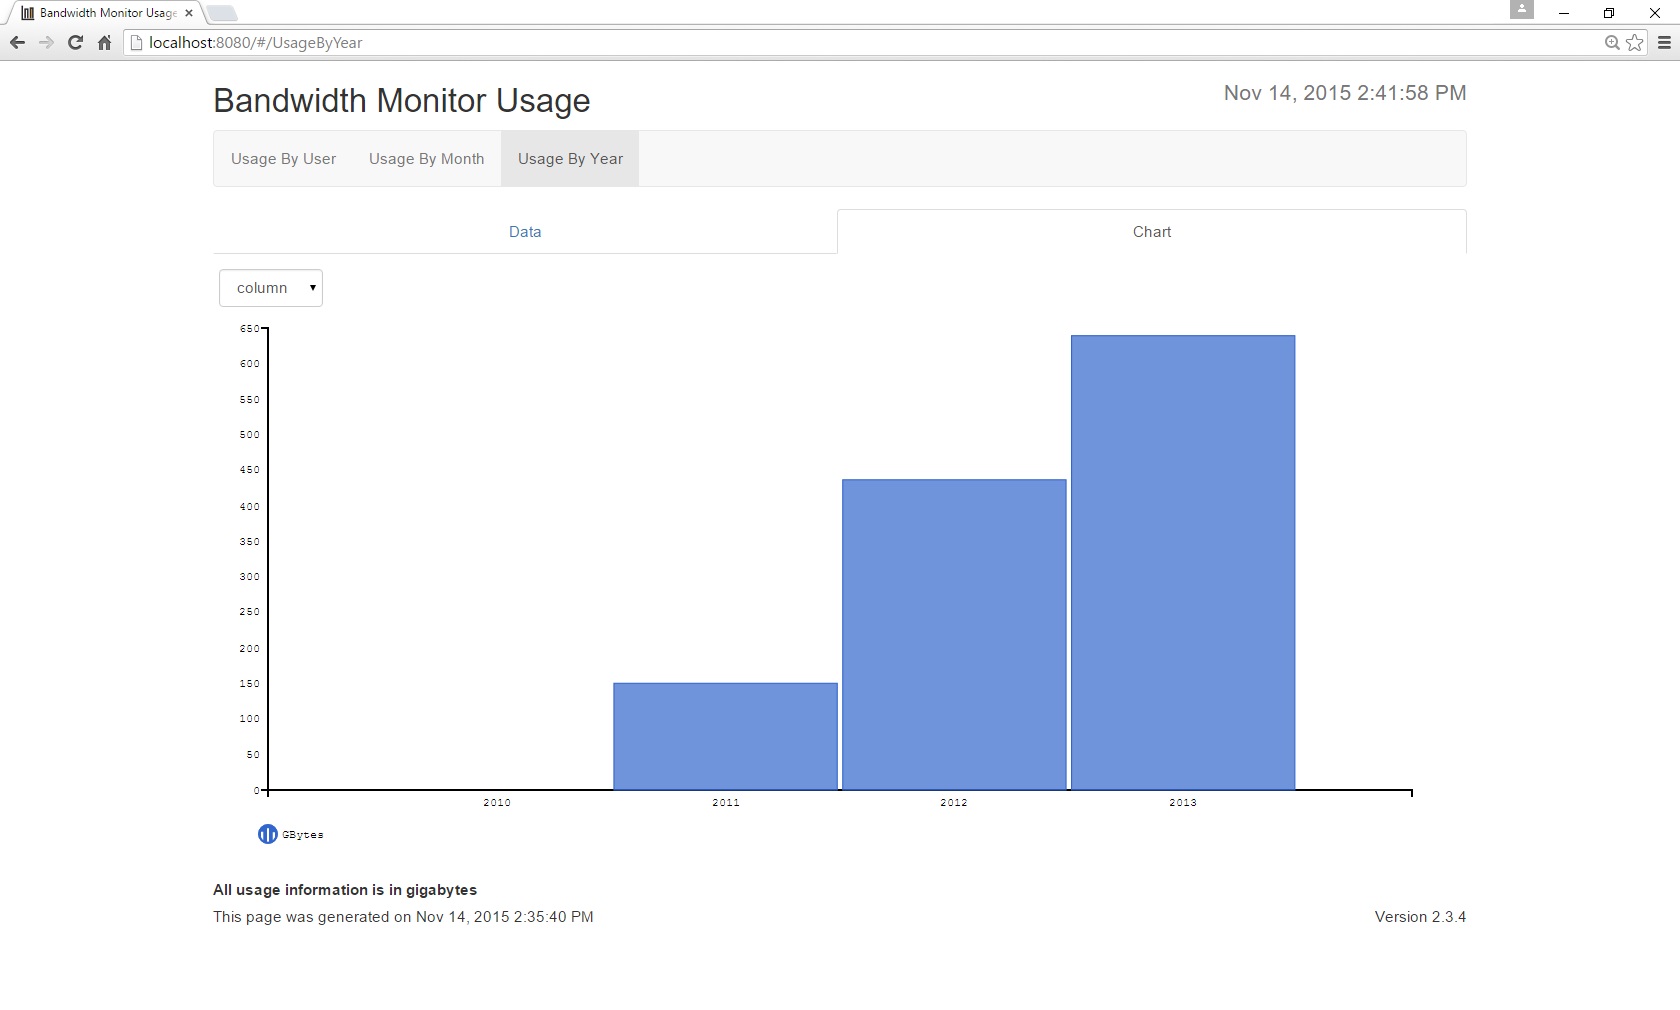 Bandwidth Monitor Usage
localhost:8080/#/UsageByYear
Bandwidth Monitor Usage
Nov 14, 2015 2:41:58 PM
Usage By User
Usage By Month
Usage By Year
Data
Chart
column
650
600
550
500
450
400
350
300
250
200
150
100
50
0
2010
2011
2012
2013
GBytes
All usage information is in gigabytes
This page was generated on Nov 14, 2015 2:35:40 PM
Version 2.3.4